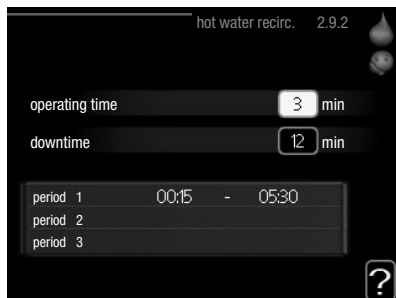 hot water recirc. 2.9.2
operating time 3 min
downtime 12 min
period 1 00:15 - 05:30
period 2
period 3
?